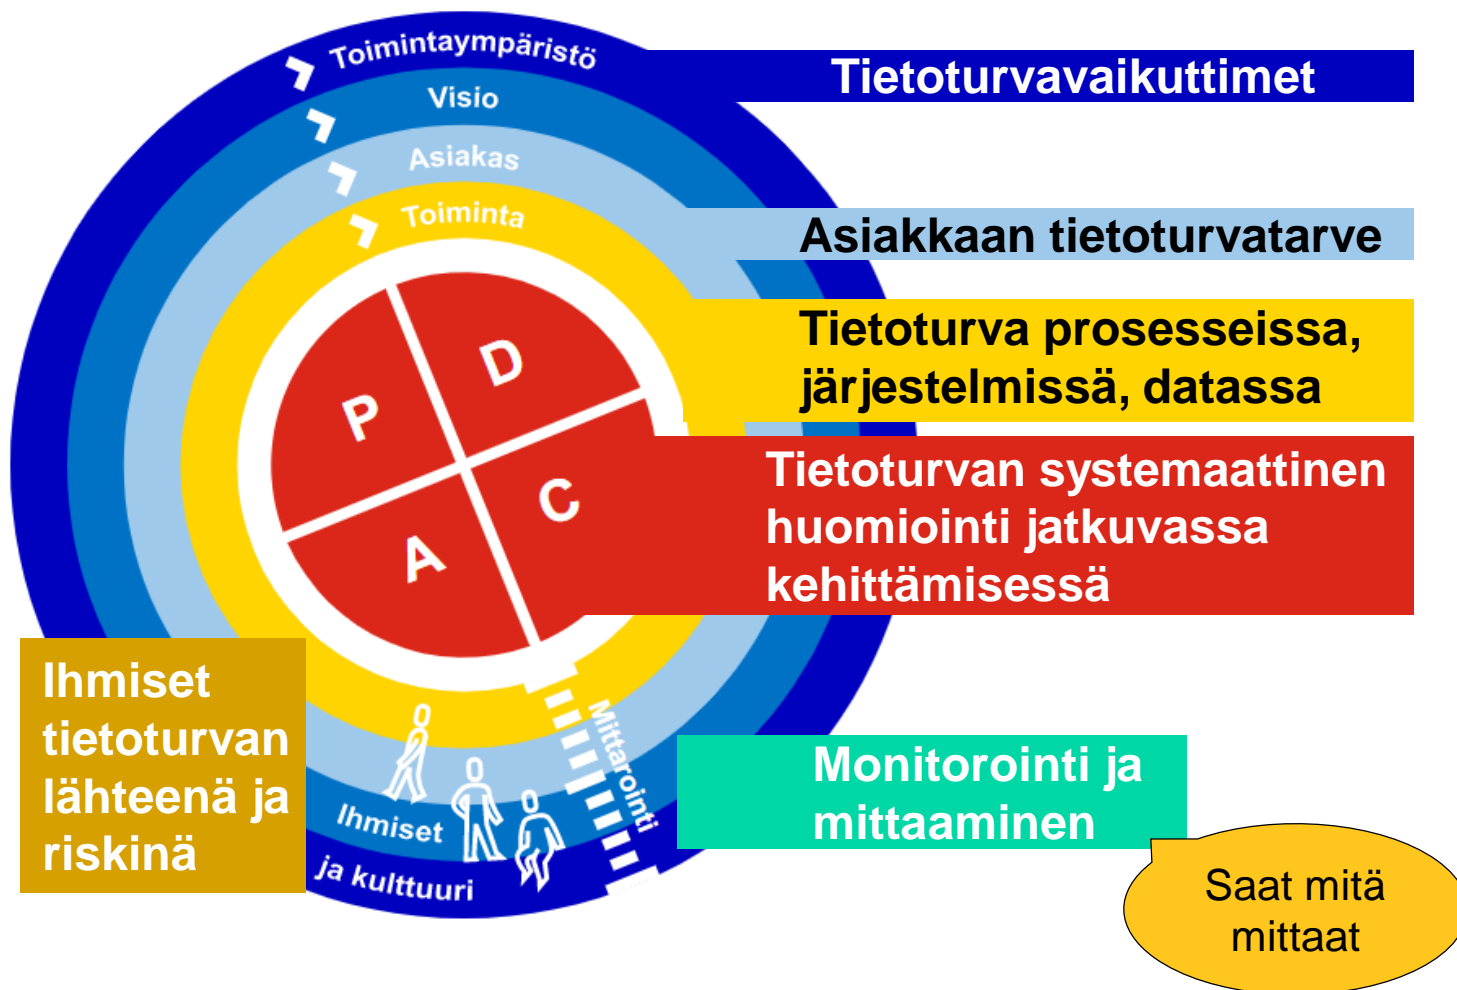 Toimintaympäristö
Tietoturvavaikuttimet
Visio
Asiakas
Toiminta
Asiakkaan tietoturvatarve
Tietoturva prosesseissa,
järjestelmissä, datassa
P
D
C
A
Tietoturvan systemaattinen
huomiointi jatkuvassa
kehittämisessä
Ihmiset
tietoturvan
lähteenä ja
riskinä
Mittarointi
Ihmiset
ja kulttuuri
Monitorointi ja
mittaaminen
Saat mitä
mittaat